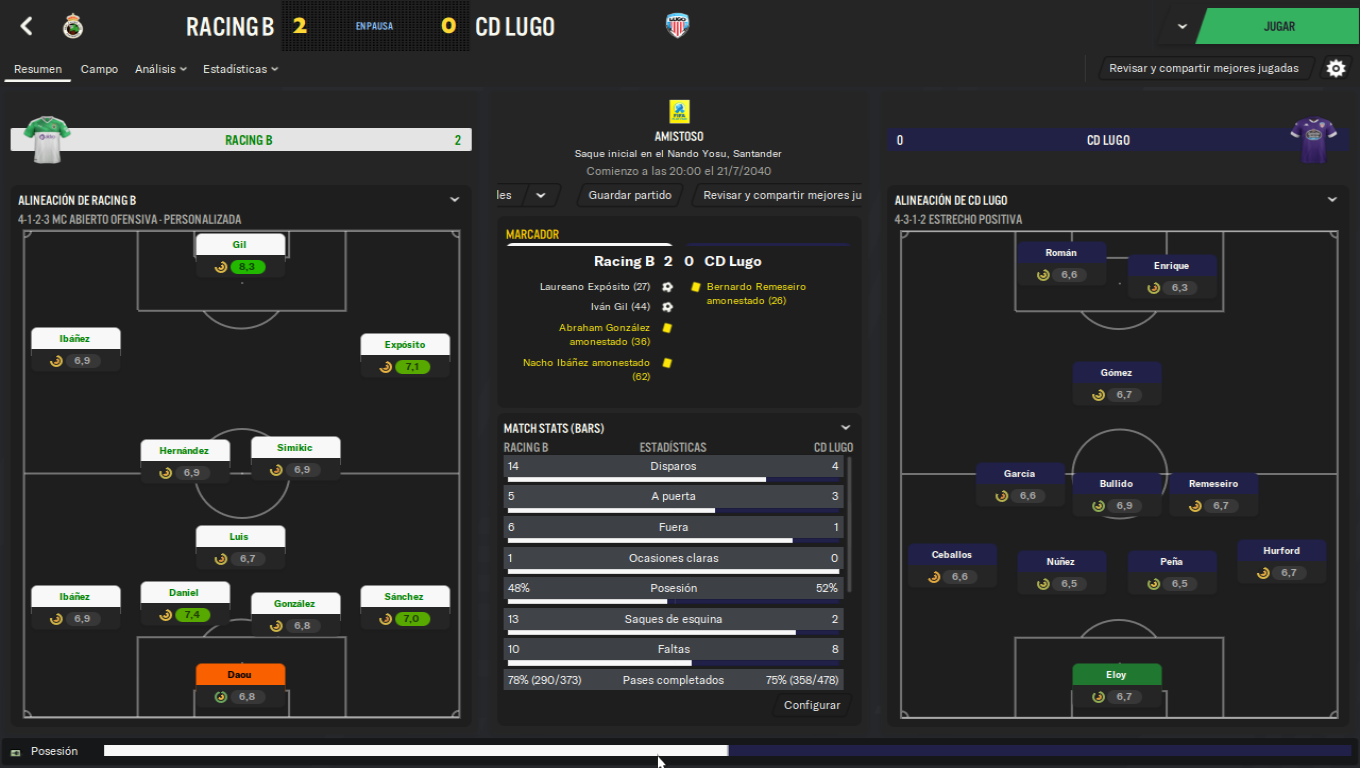 RACING B 2 EN PAUSA 0 CD LUGO
JUGAR
Resumen Campo Análisis Estadísticas
Revisar y compartir mejores jugadas
RACING B 2
AMISTOSO
Saque inicial en el Nando Yosu, Santander
Comienzo a las 20:00 el 21/7/2040
les Guardar partido Revisar y compartir mejores ju
0 CD LUGO
ALINEACIÓN DE RACING B
4-1-2-3 MC ABIERTO OFENSIVA - PERSONALIZADA
Gil
8,3
Ibáñez
6,9
Expósito
7,1
Hernández
6,9
Simikic
6,9
Luis
6,7
Ibáñez
6,9
Daniel
7,4
González
6,8
Sánchez
7,0
Daou
6,8
MARCADOR
Racing B 2 0 CD Lugo
Laureano Expósito (27)
Iván Gil (44)
Abraham González
amonestado (36)
Nacho Ibáñez amonestado
(62)
Bernardo Remeseiro
amonestado (26)
MATCH STATS (BARS)
RACING B ESTADÍSTICAS CD LUGO
14 Disparos 4
5 A puerta 3
6 Fuera 1
1 Ocasiones claras 0
48% Posesión 52%
13 Saques de esquina 2
10 Faltas 8
78% (290/373) Pases completados 75% (358/478)
Configurar
ALINEACIÓN DE CD LUGO
4-3-1-2 ESTRECHO POSITIVA
Román
6,6
Enrique
6,3
Gómez
6,7
García
6,6
Bullido
6,9
Remeseiro
6,7
Ceballos
6,6
Núñez
6,5
Peña
6,5
Hurford
6,7
Eloy
6,7
Posesión